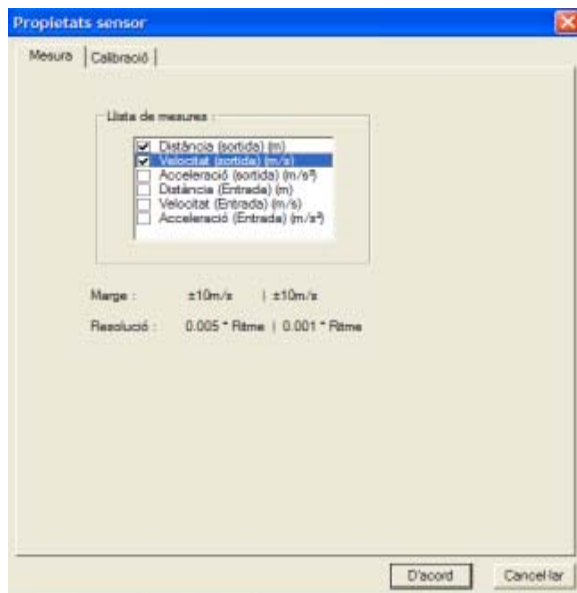 Propietats sensor
Mesura Calibració
Llista de mesures :
Distància (sortida) (m)
Velocitat (sortida) (m/s)
Acceleració (sortida) (m/s²)
Distància (Entrada) (m)
Velocitat (Entrada) (m/s)
Acceleració (Entrada) (m/s²)
Marge : ±10m/s | ±10m/s
Resolució : 0.005 * Ritme | 0.001 * Ritme
D'acord Cancel·lar